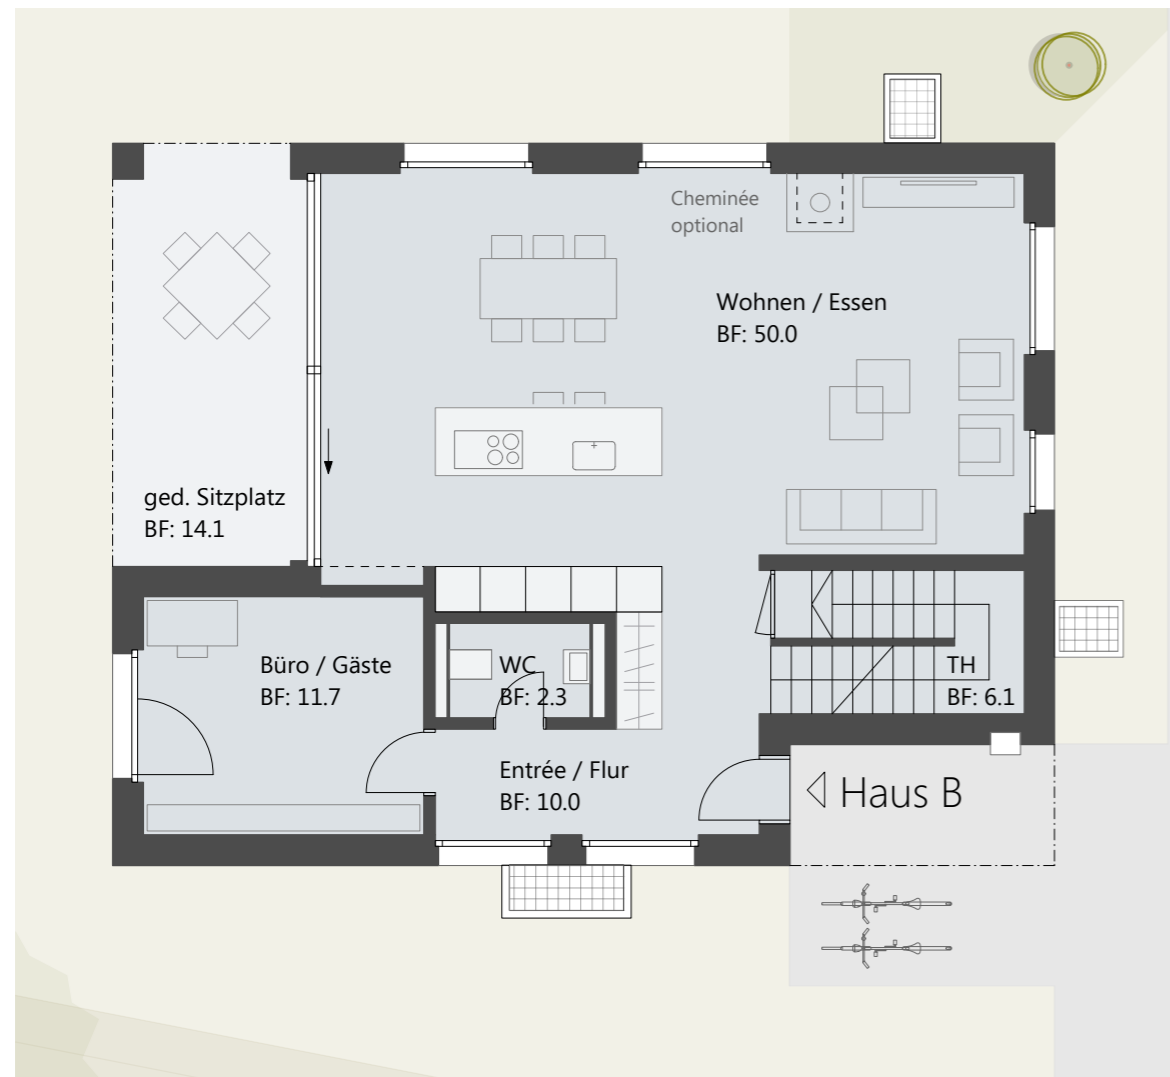 Cheminée
optional
Wohnen / Essen
BF: 50.0
ged. Sitzplatz
BF: 14.1
Büro / Gäste
BF: 11.7
WC
BF: 2.3
TH
BF: 6.1
Entrée / Flur
BF: 10.0
Haus B